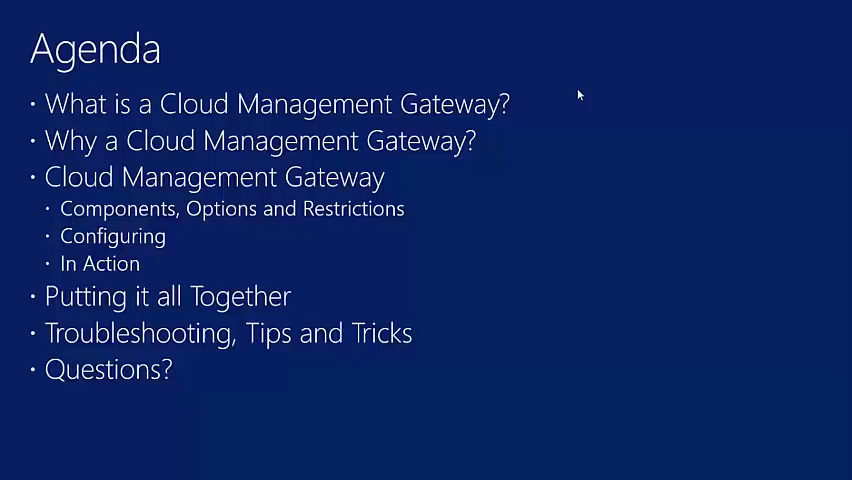 Agenda
• What is a Cloud Management Gateway?
• Why a Cloud Management Gateway?
• Cloud Management Gateway
• Components, Options and Restrictions
• Configuring
• In Action
• Putting it all Together
• Troubleshooting, Tips and Tricks
• Questions?